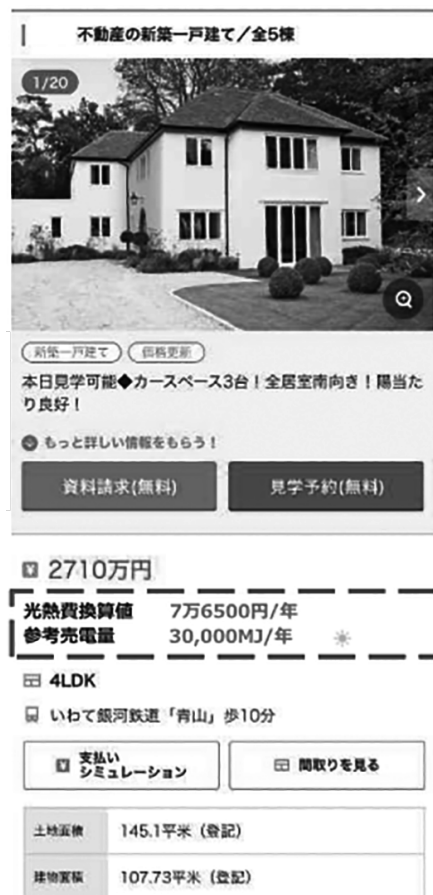 不動産の新築一戸建て／全5棟
1/20
新築一戸建て 価格更新
本日見学可能◆カースペース3台！全居室南向き！陽当た
り良好！
もっと詳しい情報をもらう！
資料請求(無料) 見学予約(無料)
¥ 2710万円
光熱費換算値 7万6500円/年
参考売電量 30,000MJ/年
4LDK
いわて銀河鉄道「青山」歩10分
¥ 支払い
シミュレーション
間取りを見る
土地面積 145.1平米（登記）
建物面積 107.73平米（登記）